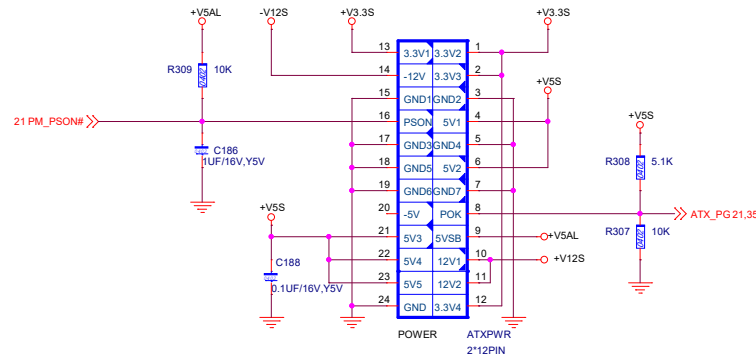 +V5AL
-V12S
+V3.3S
+V3.3S
13 3.3V1 3.3V2 1
R309 0402 10K
14 -12V 3.3V3 2
+V5S
15 GND1 GND2 3
21 PM_PSON#
16 PSON 5V1 4
+V5S
C186
1UF/16V,Y5V
17 GND3 GND4 5
18 GND5 5V2 6
R308 0402 5.1K
19 GND6 GND7 7
+V5S
20 -5V POK 8
ATX_PG 21,35
21 5V3 5VSB 9
+V5AL
R307 0402 10K
22 5V4 12V1 10
+V12S
C188
0.1UF/16V,Y5V
23 5V5 12V2 11
24 GND 3.3V4 12
POWER
ATXPWR
2*12PIN